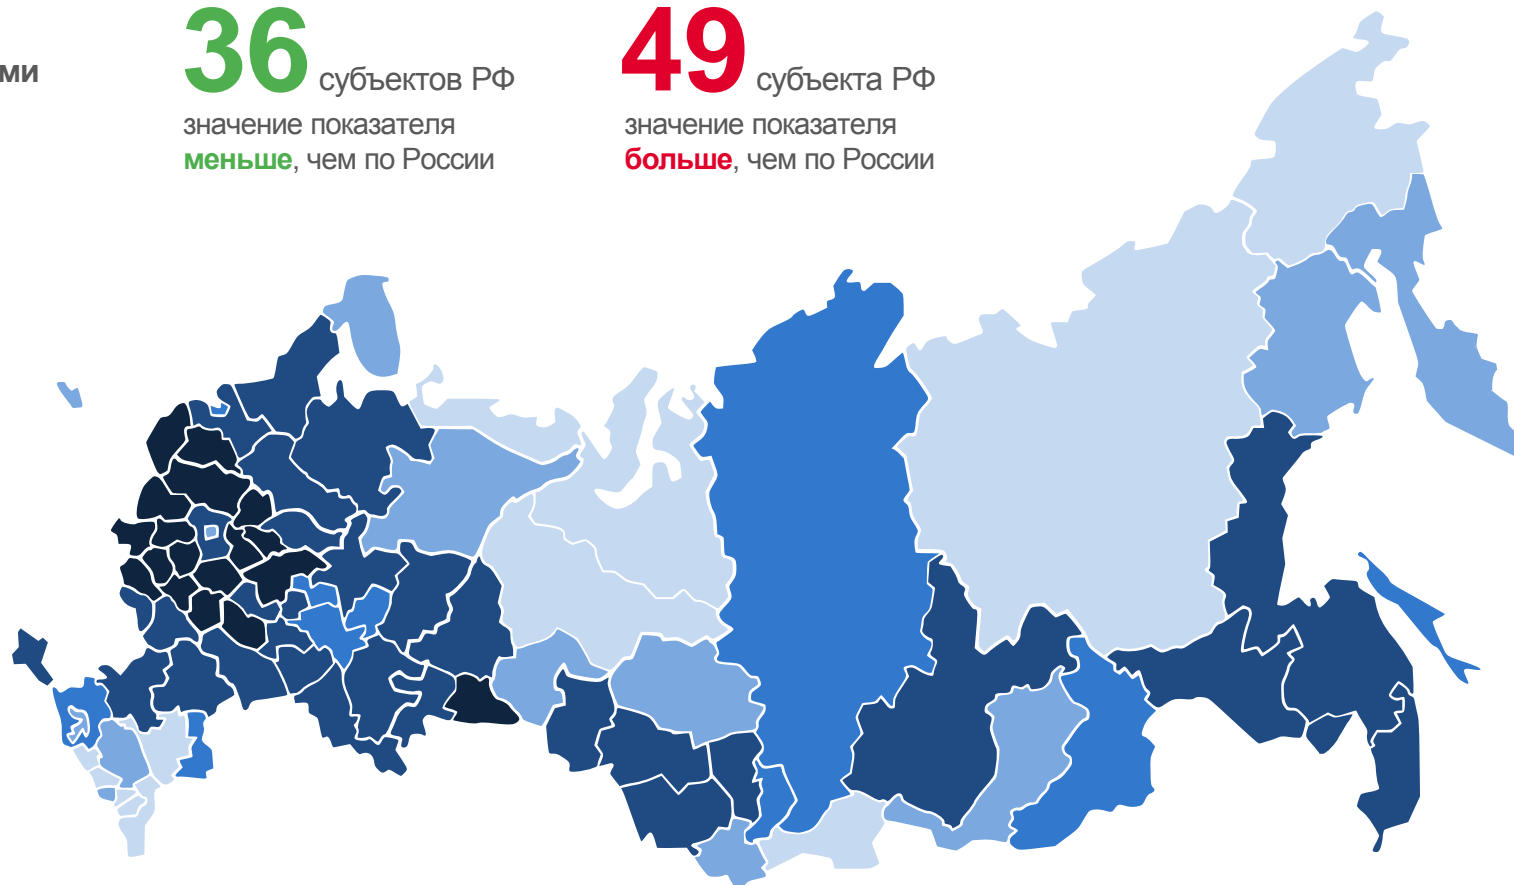 ми
36 субъектов РФ
значение показателя
меньше, чем по России
49 субъекта РФ
значение показателя
больше, чем по России